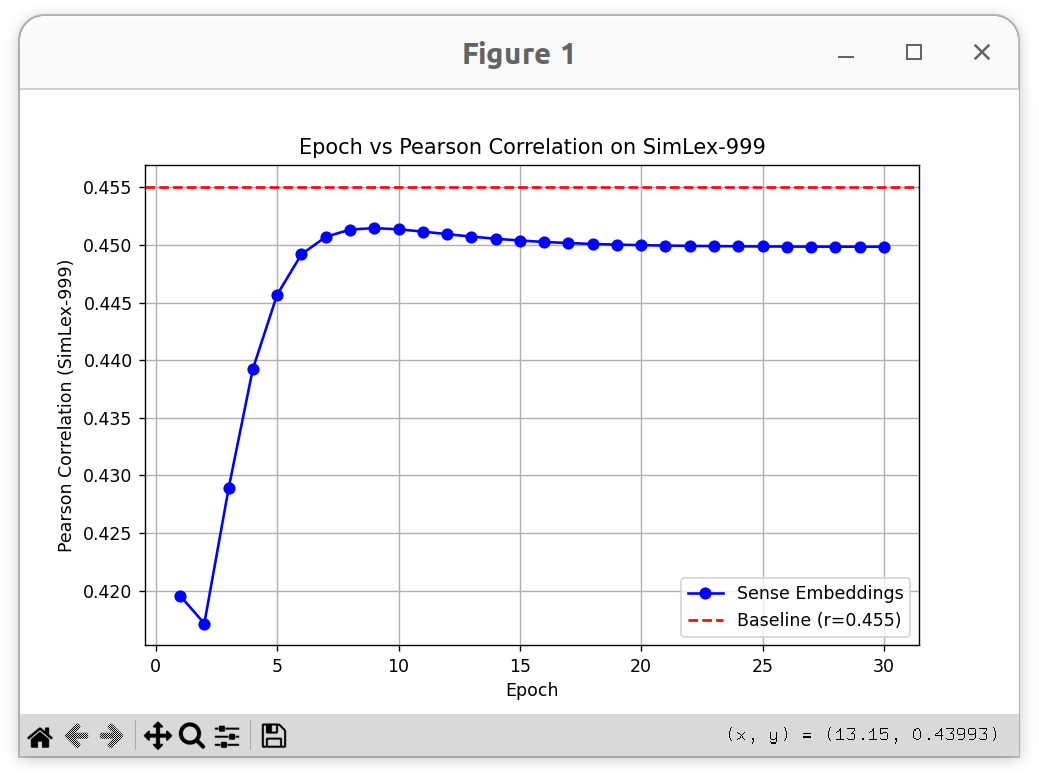 Figure 1
Epoch vs Pearson Correlation on SimLex-999
Pearson Correlation (SimLex-999)
0.455
0.450
0.445
0.440
0.435
0.430
0.425
0.420
Sense Embeddings
Baseline (r=0.455)
0 5 10 15 20 25 30
Epoch
(x, y) = (13.15, 0.43993)